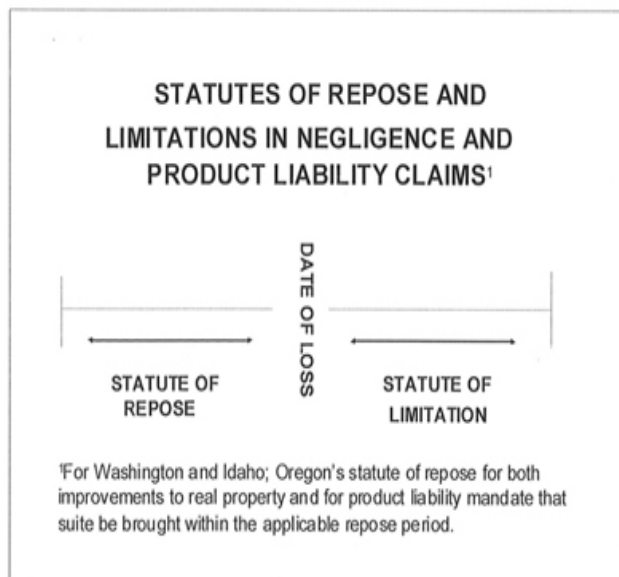 STATUTES OF REPOSE AND
LIMITATIONS IN NEGLIGENCE AND
PRODUCT LIABILITY CLAIMS¹
DATE OF LOSS
STATUTE OF
REPOSE
STATUTE OF
LIMITATION
¹For Washington and Idaho; Oregon's statute of repose for both
improvements to real property and for product liability mandate that
suite be brought within the applicable repose period.